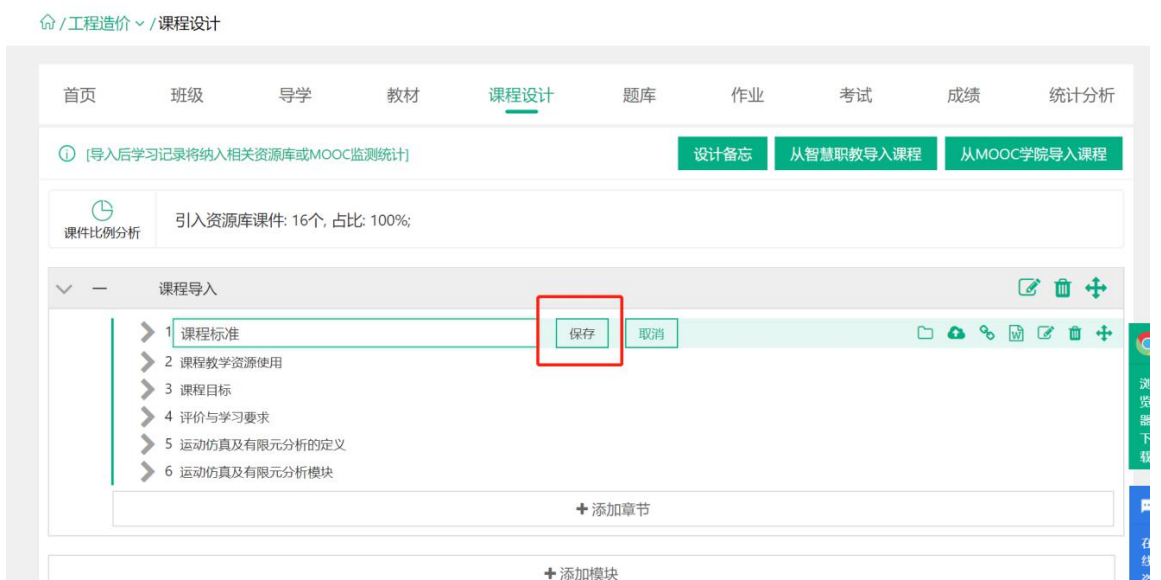 / 工程造价 / 课程设计
首页 班级 导学 教材 课程设计 题库 作业 考试 成绩 统计分析
[导入后学习记录将纳入相关资源库或MOOC监测统计] 设计备忘 从智慧职教导入课程 从MOOC学院导入课程
课件比例分析 引入资源库课件: 16个, 占比: 100%;
课程导入
1 课程标准 保存 取消
2 课程教学资源使用
3 课程目标
4 评价与学习要求
5 运动仿真及有限元分析的定义
6 运动仿真及有限元分析模块
添加章节
添加模块
浏
览
器
下
载
在
线